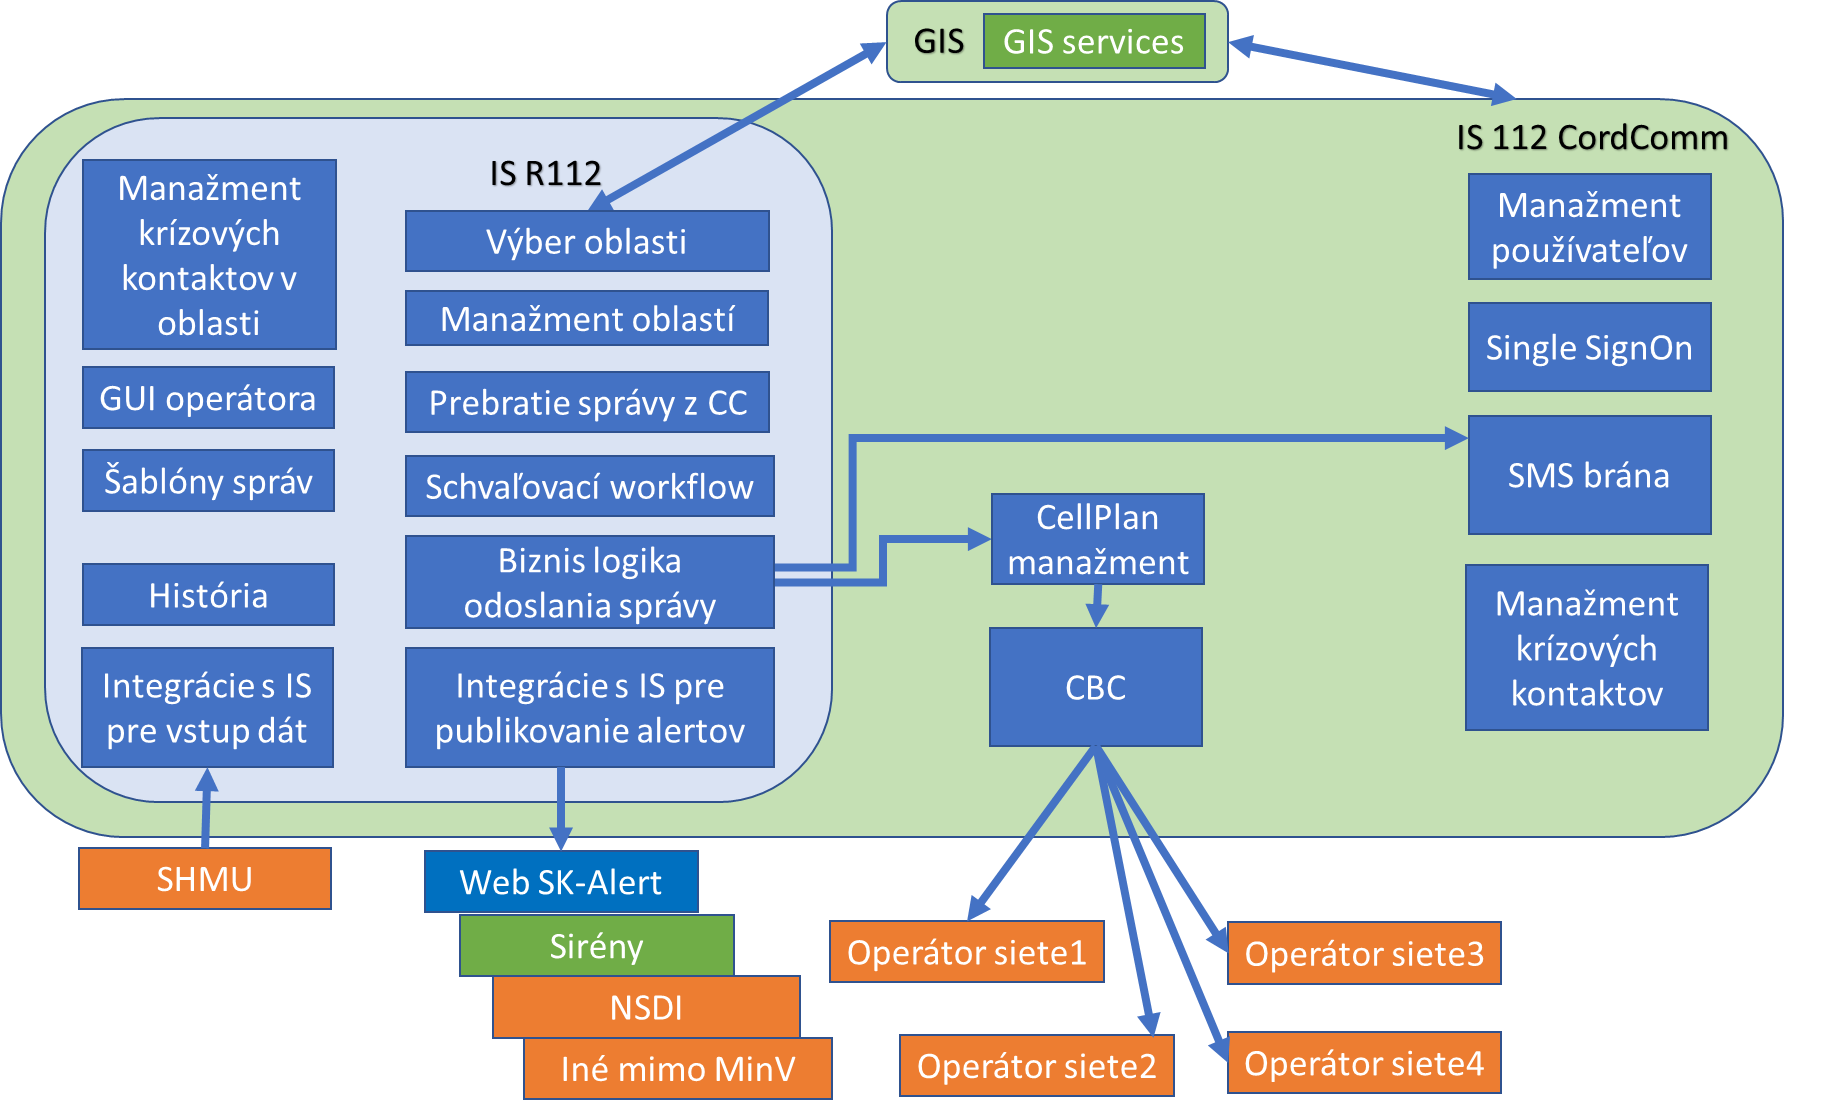 GIS
GIS services
IS 112 CordComm
IS R112
Manažment
krízových
kontaktov v
oblasti
GUI operátora
Šablóny správ
História
Integrácie s IS
pre vstup dát
Výber oblasti
Manažment oblastí
Prebratie správy z CC
Schvaľovací workflow
Biznis logika
odoslania správy
Integrácie s IS pre
publikovanie alertov
CellPlan
manažment
CBC
Manažment
používateľov
Single SignOn
SMS brána
Manažment
krízových
kontaktov
SHMU
Web SK-Alert
Sirény
NSDI
Iné mimo MinV
Operátor siete1
Operátor siete2
Operátor siete3
Operátor siete4